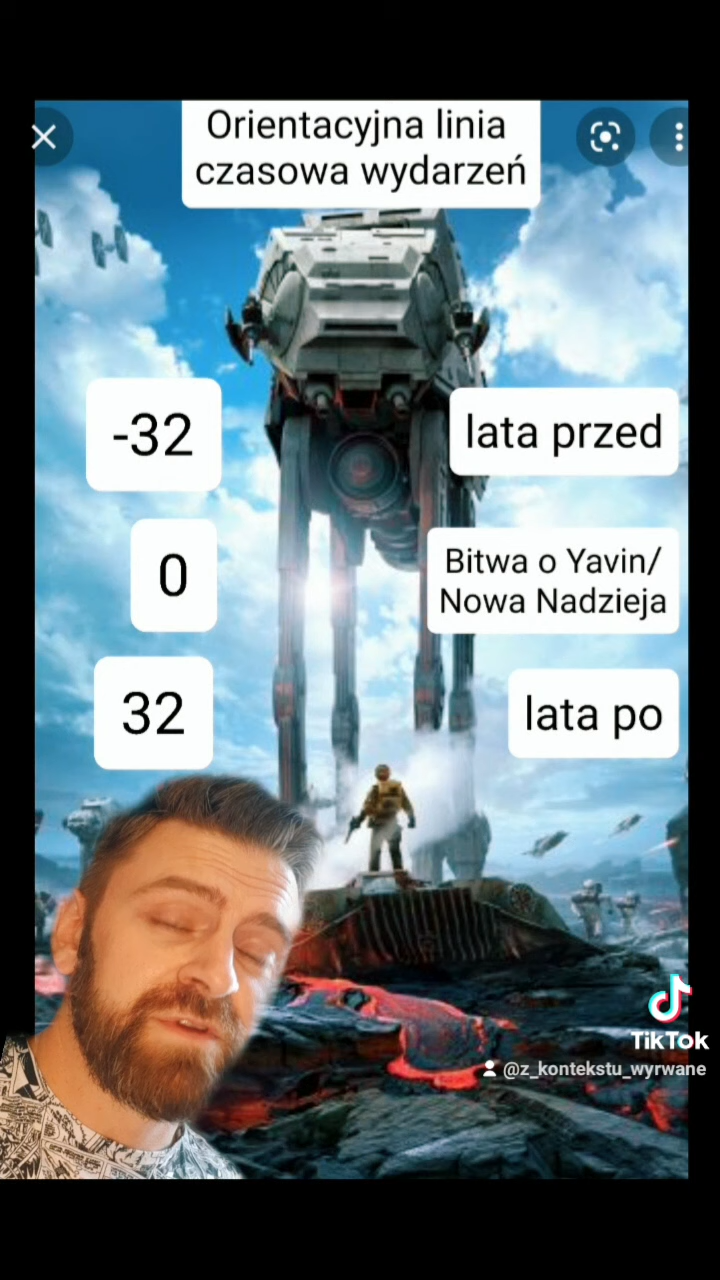 Orientacyjna linia
czasowa wydarzeń
-32
lata przed
0
Bitwa o Yavin/
Nowa Nadzieja
32
lata po
TikTok
@z_kontekstu_wyrwane